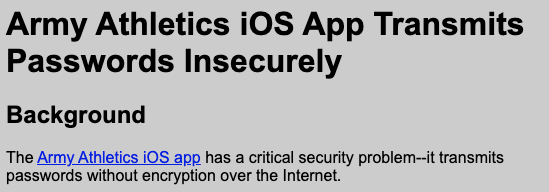 Army Athletics iOS App Transmits
Passwords Insecurely
Background
The Army Athletics iOS app has a critical security problem--it transmits
passwords without encryption over the Internet.